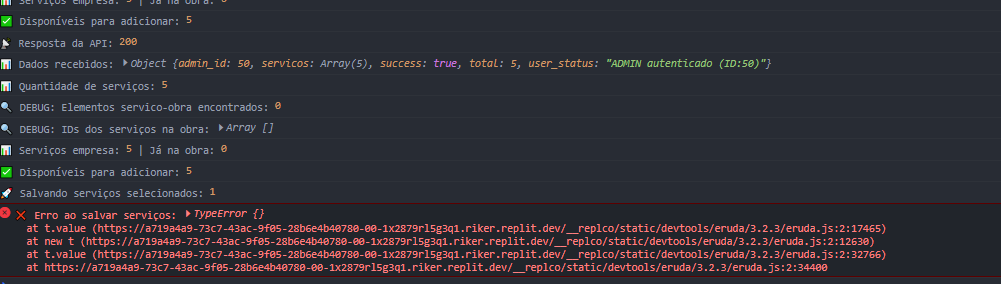 Serviços empresa: 5 | Já na obra: 0
Disponíveis para adicionar: 5
Resposta da API: 200
Dados recebidos: ▶Object {admin_id: 50, servicos: Array(5), success: true, total: 5, user_status: "ADMIN autenticado (ID:50)"}
Quantidade de serviços: 5
DEBUG: Elementos servico-obra encontrados: 0
DEBUG: IDs dos serviços na obra: ▶Array []
Serviços empresa: 5 | Já na obra: 0
Disponíveis para adicionar: 5
Salvando serviços selecionados: 1
Erro ao salvar serviços: ▶TypeError {}
at t.value (https://a719a4a9-73c7-43ac-9f05-28b6e4b40780-00-1x2879rl5g3q1.riker.replit.dev/__replco/static/devtools/eruda/3.2.3/eruda.js:2:17465)
at new t (https://a719a4a9-73c7-43ac-9f05-28b6e4b40780-00-1x2879rl5g3q1.riker.replit.dev/__replco/static/devtools/eruda/3.2.3/eruda.js:2:12630)
at t.value (https://a719a4a9-73c7-43ac-9f05-28b6e4b40780-00-1x2879rl5g3q1.riker.replit.dev/__replco/static/devtools/eruda/3.2.3/eruda.js:2:32766)
at https://a719a4a9-73c7-43ac-9f05-28b6e4b40780-00-1x2879rl5g3q1.riker.replit.dev/__replco/static/devtools/eruda/3.2.3/eruda.js:2:34400